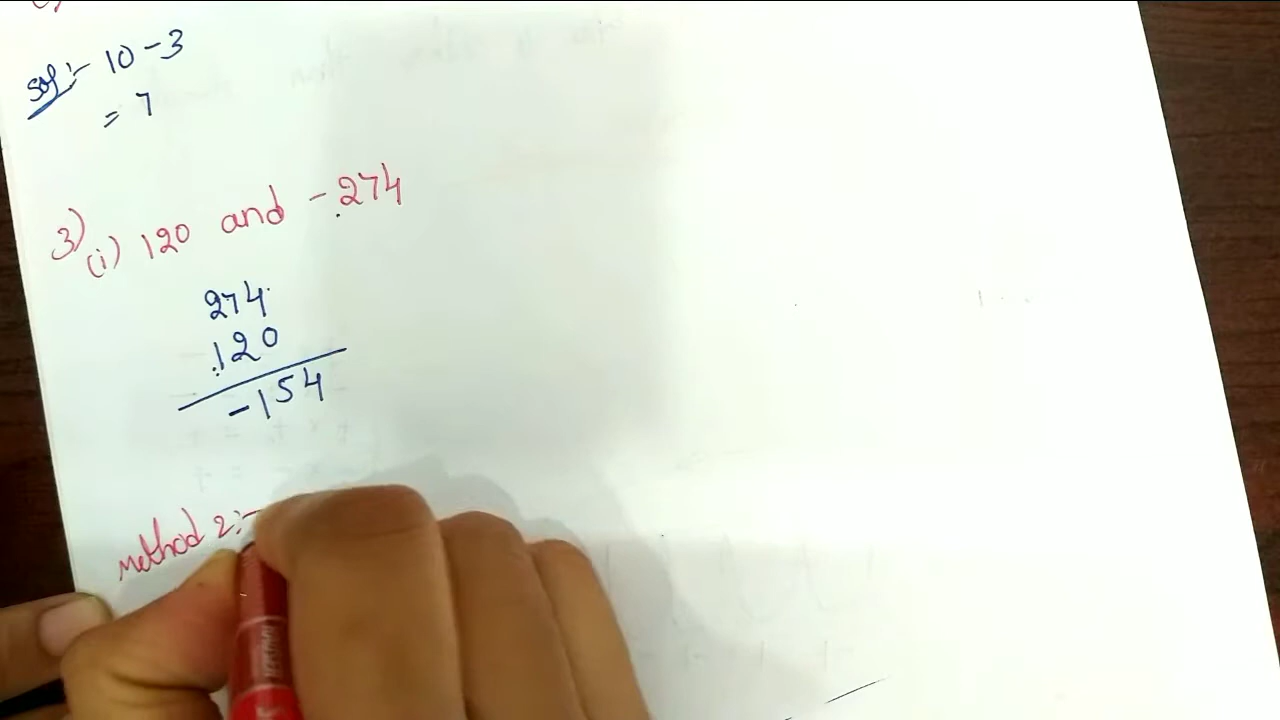 Sol:- 10-3
= 7
3)
(i) 120 and -274
274
120
-154
Method 2:-